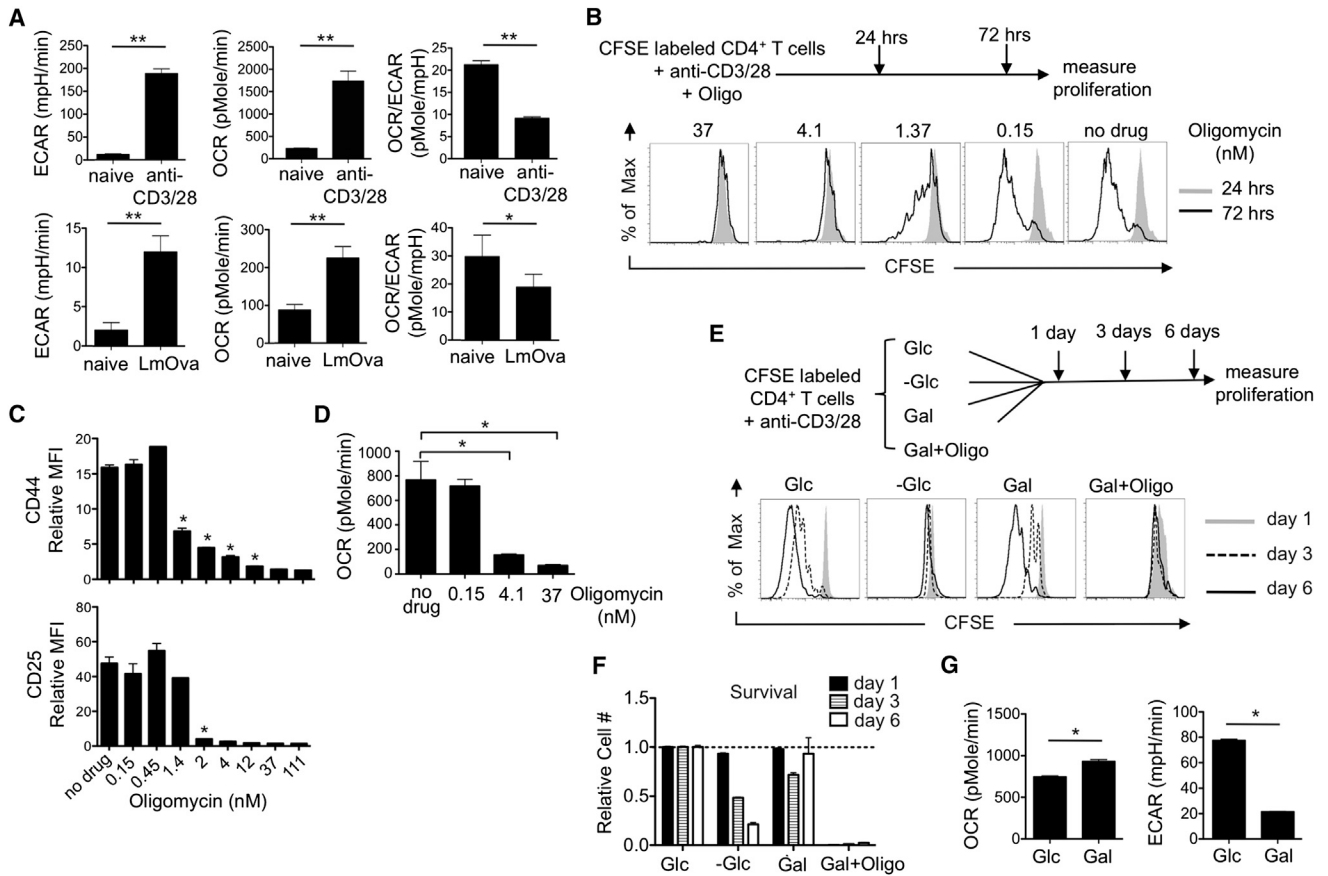 A
ECAR (mpH/min)
250
200
150
100
50
0
**
naive
anti-
CD3/28
OCR (pMole/min)
2500
2000
1500
1000
500
0
**
naive
anti-
CD3/28
OCR/ECAR
(pMole/mpH)
25
20
15
10
5
0
**
naive
anti-
CD3/28
ECAR (mpH/min)
15
10
5
0
**
naive
LmOva
OCR (pMole/min)
300
200
100
0
**
naive
LmOva
OCR/ECAR
(pMole/mpH)
40
30
20
10
0
*
naive
LmOva
B
CFSE labeled CD4+ T cells
+ anti-CD3/28
+ Oligo
24 hrs
72 hrs
measure
proliferation
37
4.1
1.37
0.15
no drug
Oligomycin
(nM)
24 hrs
72 hrs
% of Max
CFSE
C
CD44
Relative MFI
20
15
10
5
0
*
*
*
*
CD25
Relative MFI
80
60
40
20
0
*
no drug
0.15
0.45
1.4
2
4
12
37
111
Oligomycin (nM)
D
OCR (pMole/min)
1000
800
600
400
200
0
*
*
no
drug
0.15
4.1
37
Oligomycin
(nM)
E
CFSE labeled
CD4+ T cells
+ anti-CD3/28
Glc
-Glc
Gal
Gal+Oligo
1 day
3 days
6 days
measure
proliferation
Glc
-Glc
Gal
Gal+Oligo
% of Max
CFSE
day 1
day 3
day 6
F
Survival
day 1
day 3
day 6
Relative Cell #
1.5
1.0
0.5
0.0
Glc
-Glc
Gal
Gal+Oligo
G
OCR (pMole/min)
1500
1000
500
0
*
Glc
Gal
ECAR (mpH/min)
100
80
60
40
20
0
*
Glc
Gal